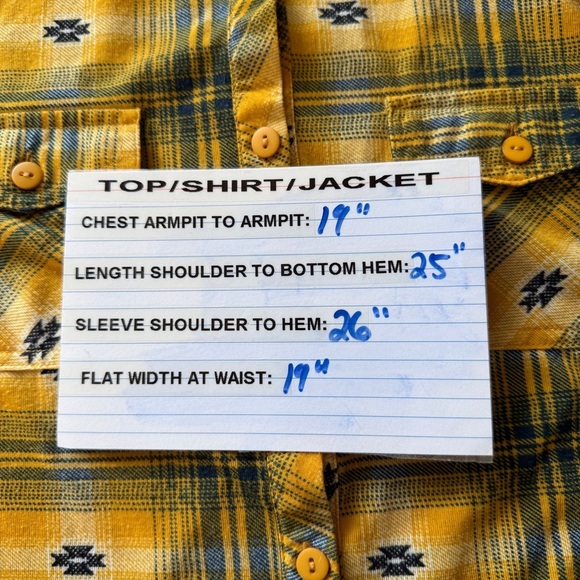 TOP/SHIRT/JACKET
CHEST ARMPIT TO ARMPIT: 19"
LENGTH SHOULDER TO BOTTOM HEM: 25"
SLEEVE SHOULDER TO HEM: 26"
FLAT WIDTH AT WAIST: 19"